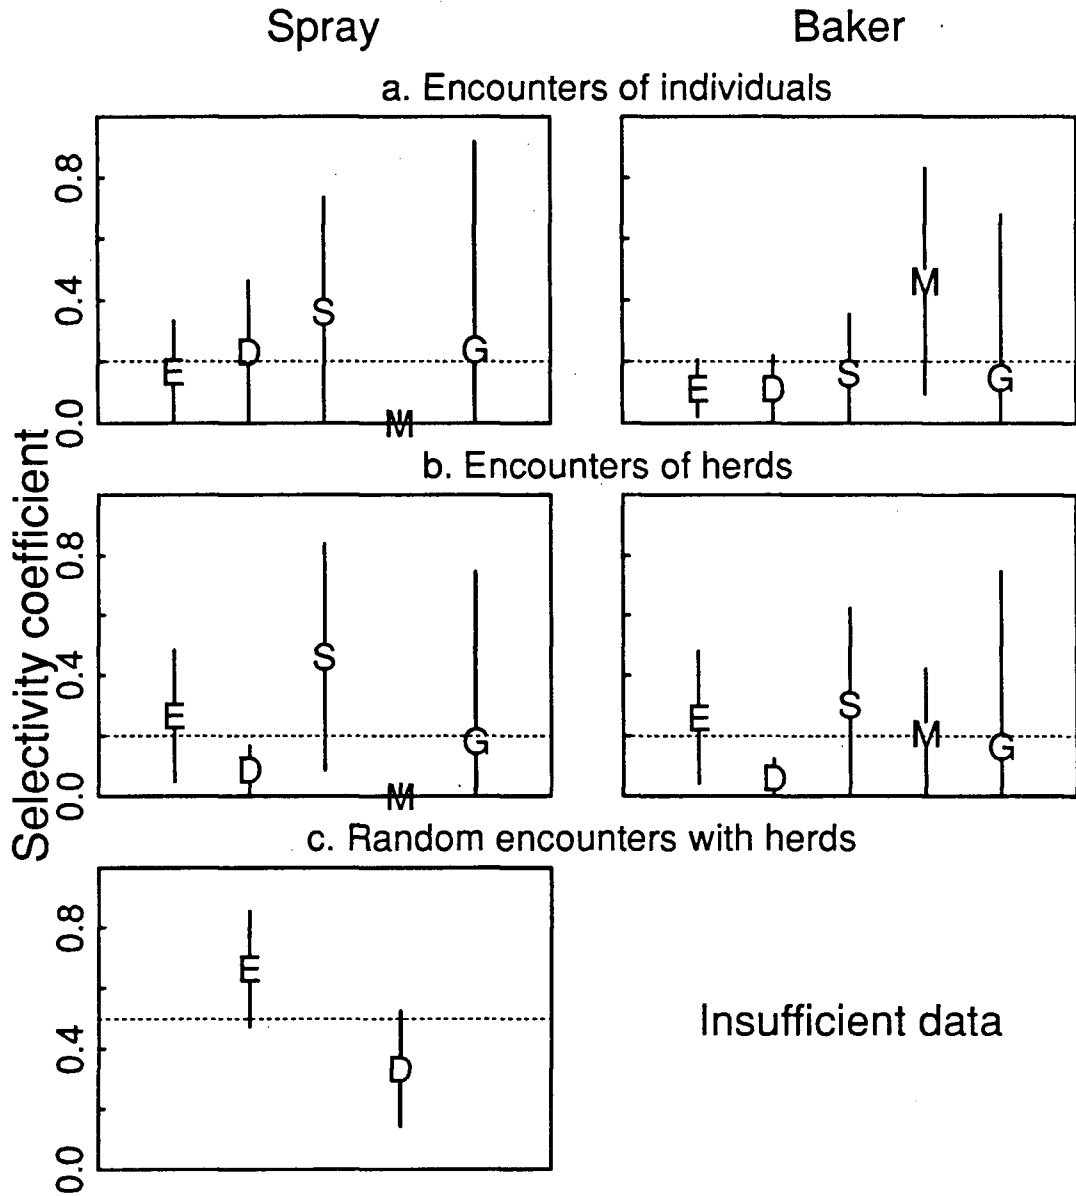 Spray Baker
a. Encounters of individuals
0.8
0.4
0.0
E D S M G
E D S M G
b. Encounters of herds
Selectivity coefficient
0.8
0.4
0.0
E D S M G
E D S M G
c. Random encounters with herds
0.8
0.4
0.0
E D
Insufficient data